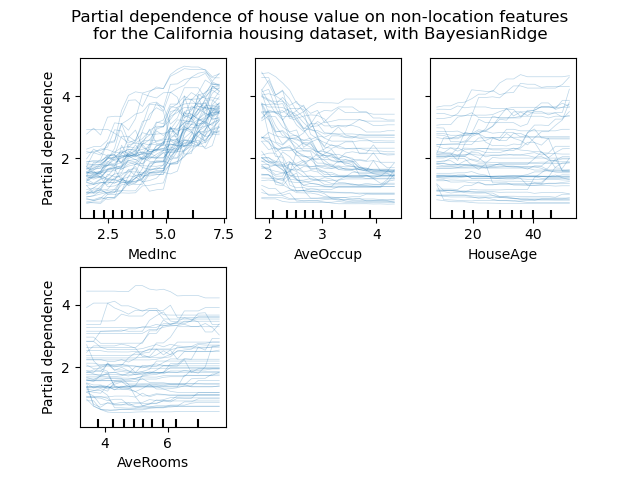 Partial dependence of house value on non-location features
for the California housing dataset, with BayesianRidge
Partial dependence
4
2
2.5 5.0 7.5
MedInc
2 3 4
AveOccup
20 40
HouseAge
Partial dependence
4
2
4 6
AveRooms